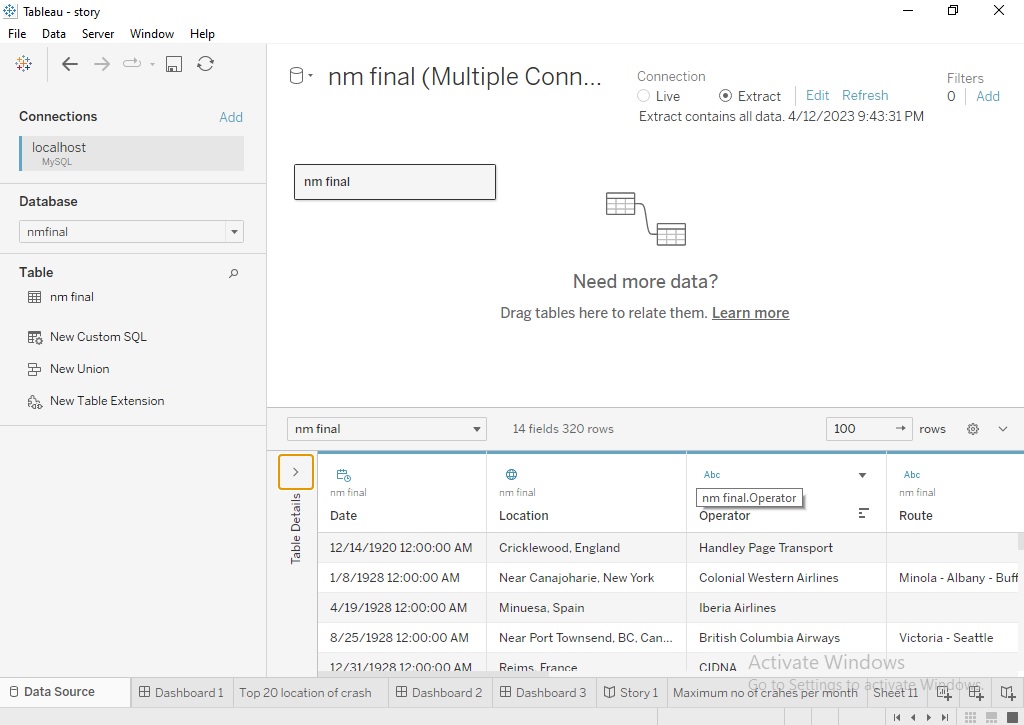 Tableau - story
File Data Server Window Help
Connections Add
localhost
MySQL
Database
nmfinal
Table
nm final
New Custom SQL
New Union
New Table Extension
nm final (Multiple Conn...
Connection
Live Extract Edit Refresh
Extract contains all data. 4/12/2023 9:43:31 PM
Filters
0 Add
nm final
Need more data?
Drag tables here to relate them. Learn more
nm final 14 fields 320 rows 100 rows
Table Details
Abc Abc
nm final nm final nm final
nm final.Operator
Date Location Operator Route
12/14/1920 12:00:00 AM Cricklewood, England Handley Page Transport
1/8/1928 12:00:00 AM Near Canajoharie, New York Colonial Western Airlines Minola - Albany - Buff
4/19/1928 12:00:00 AM Minuesa, Spain Iberia Airlines
8/25/1928 12:00:00 AM Near Port Townsend, BC, Can... British Columbia Airways Victoria - Seattle
12/31/1928 12:00:00 AM Reims, France CIDNA
Activate Windows
Go to Settings to activate Windows.
Data Source Dashboard 1 Top 20 location of crash Dashboard 2 Dashboard 3 Story 1 Maximum no of crahes per month Sheet 11